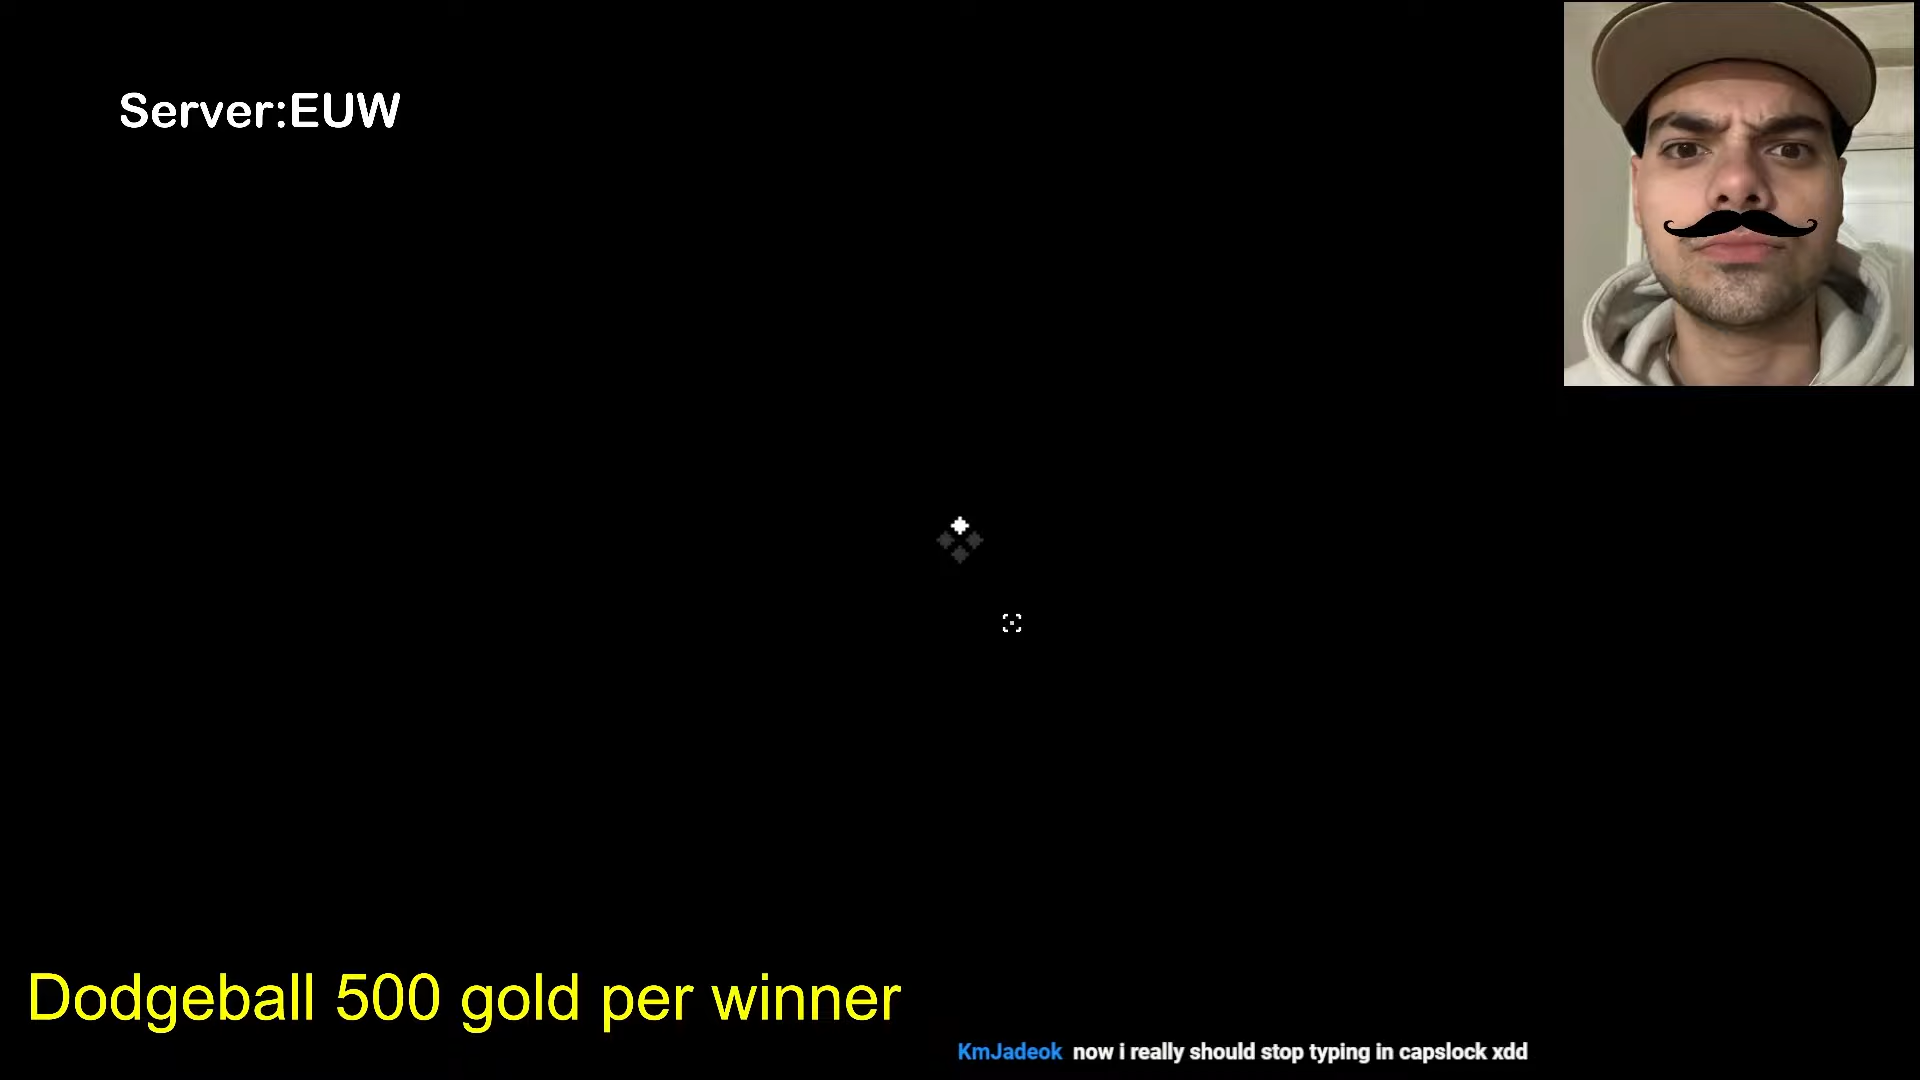 Server:EUW
Dodgeball 500 gold per winner
KmJadeok now i really should stop typing in capslock xdd